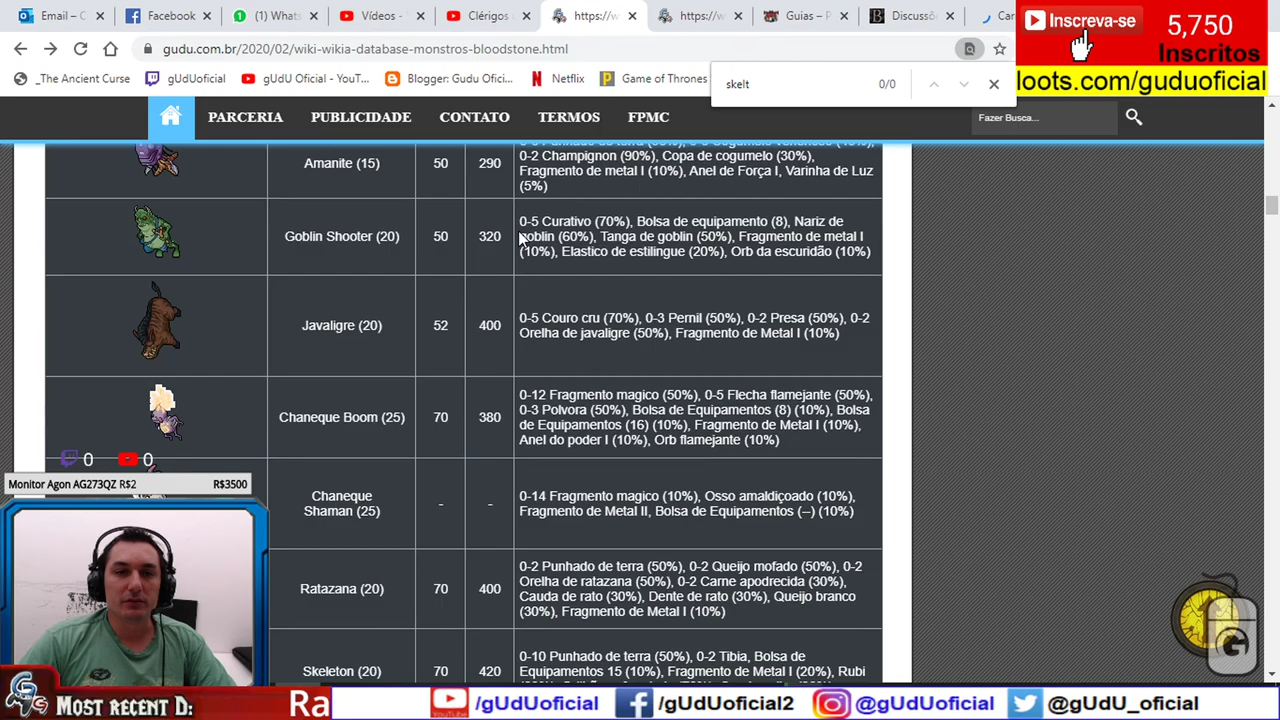 Email – C
Facebook
(1) Whats
Vídeos -
Clérigos
https://w
https://w
Guias – F
Discussõ
Car
gudu.com.br/2020/02/wiki-wikia-database-monstros-bloodstone.html
_The Ancient Curse
gUdUoficial
gUdU Oficial - YouT...
Blogger: Gudu Ofici...
Netflix
Game of Thrones
skelt
0/0
Inscreva-se
5,750
Inscritos
loots.com/guduoficial
PARCERIA
PUBLICIDADE
CONTATO
TERMOS
FPMC
Fazer Busca...
Amanite (15)
50
290
0-2 Champignon (90%), Copa de cogumelo (30%),
Fragmento de metal I (10%), Anel de Força I, Varinha de Luz
(5%)
Goblin Shooter (20)
50
320
0-5 Curativo (70%), Bolsa de equipamento (8), Nariz de
goblin (60%), Tanga de goblin (50%), Fragmento de metal I
(10%), Elastico de estilingue (20%), Orb da escuridão (10%)
Javaligre (20)
52
400
0-5 Couro cru (70%), 0-3 Pernil (50%), 0-2 Presa (50%), 0-2
Orelha de javaligre (50%), Fragmento de Metal I (10%)
Chaneque Boom (25)
70
380
0-12 Fragmento magico (50%), 0-5 Flecha flamejante (50%),
0-3 Polvora (50%), Bolsa de Equipamentos (8) (10%), Bolsa
de Equipamentos (16) (10%), Fragmento de Metal I (10%),
Anel do poder I (10%), Orb flamejante (10%)
0
0
Monitor Agon AG273QZ R$2
R$3500
Chaneque
Shaman (25)
-
-
0-14 Fragmento magico (10%), Osso amaldiçoado (10%),
Fragmento de Metal II, Bolsa de Equipamentos (--) (10%)
Ratazana (20)
70
400
0-2 Punhado de terra (50%), 0-2 Queijo mofado (50%), 0-2
Orelha de ratazana (50%), 0-2 Carne apodrecida (30%),
Cauda de rato (30%), Dente de rato (30%), Queijo branco
(30%), Fragmento de Metal I (10%)
Skeleton (20)
70
420
0-10 Punhado de terra (50%), 0-2 Tibia, Bolsa de
Equipamentos 15 (10%), Fragmento de Metal I (20%), Rubi
Most recent D:
Ra
/gUdUoficial
/gUdUoficial2
@gUdUoficial
@gUdU_oficial